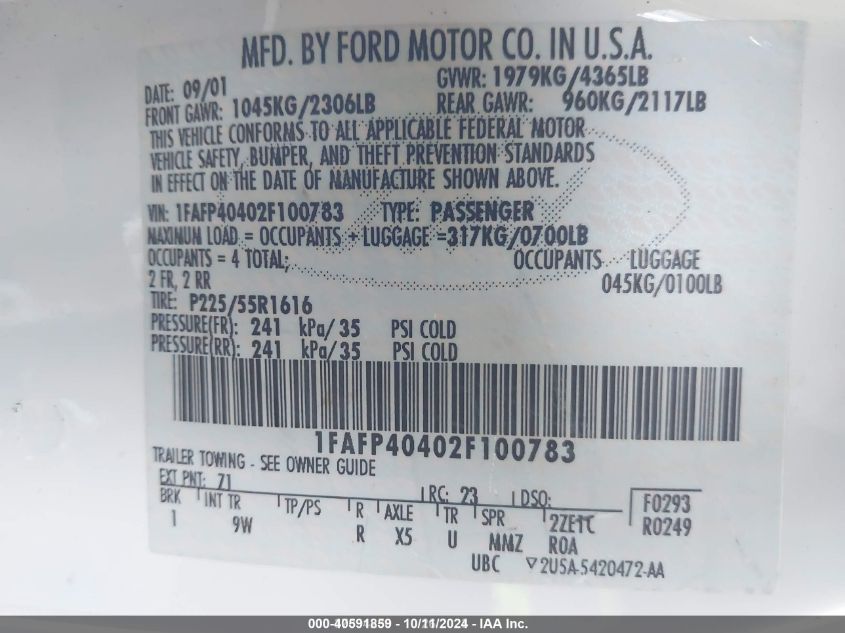 MFD. BY FORD MOTOR CO. IN U.S.A.
DATE: 09/01 GVWR: 1979KG/4365LB
FRONT GAWR: 1045KG/2306LB REAR GAWR: 960KG/2117LB
THIS VEHICLE CONFORMS TO ALL APPLICABLE FEDERAL MOTOR
VEHICLE SAFETY, BUMPER, AND THEFT PREVENTION STANDARDS
IN EFFECT ON THE DATE OF MANUFACTURE SHOWN ABOVE.
VIN: 1FAFP40402F100783 TYPE: PASSENGER
MAXIMUM LOAD = OCCUPANTS + LUGGAGE =317KG/0700LB
OCCUPANTS = 4 TOTAL; OCCUPANTS LUGGAGE
2 FR, 2 RR 045KG/0100LB
TIRE: P225/55R1616
PRESSURE(FR): 241 kPa/35 PSI COLD
PRESSURE(RR): 241 kPa/35 PSI COLD
1FAFP40402F100783
TRAILER TOWING - SEE OWNER GUIDE
EXT PNT: 71 RC: 23 DSO: F0293
BRK INT TR TP/PS R AXLE TR SPR 2ZE1C R0249
1 9W R X5 U MMZ ROA
UBC 2U5A-5420472-AA
000-40591859 - 10/11/2024 - IAA Inc.